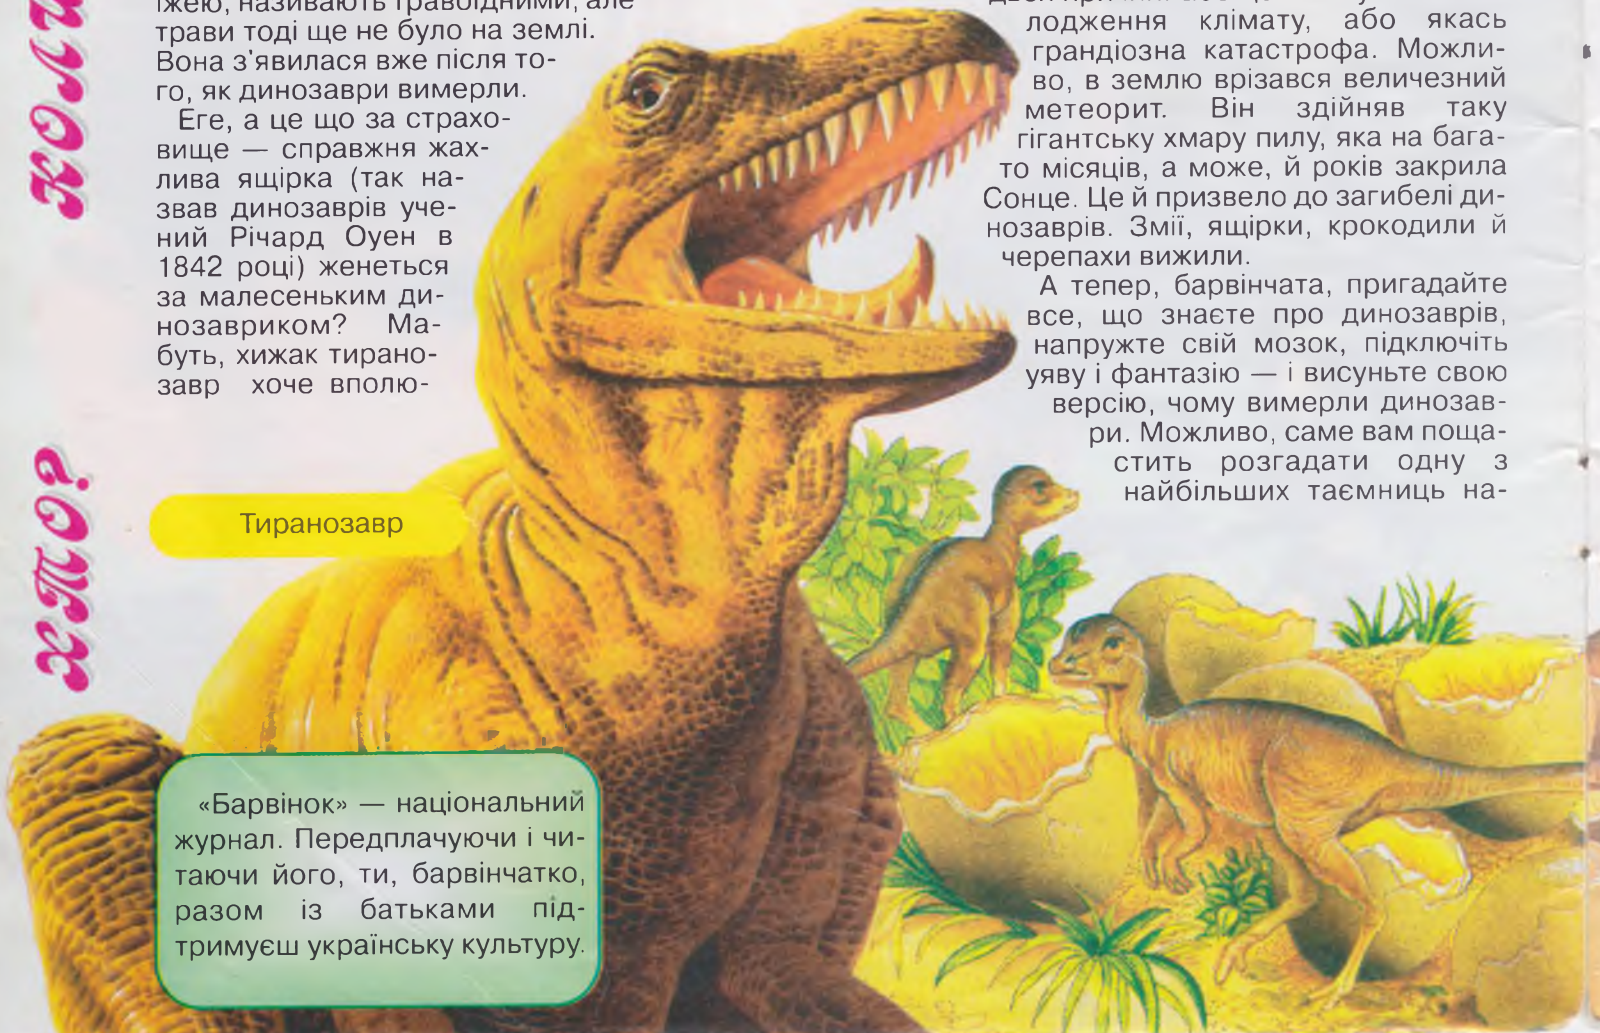 їжею, називають травоїдними, але
трави тоді ще не було на землі.
Вона з'явилася вже після то-
го, як динозаври вимерли.
Еге, а це що за страхо-
вище — справжня жах-
лива ящірка (так на-
звав динозаврів уче-
ний Річард Оуен в
1842 році) женеться
за малесеньким ди-
нозавриком? Ма-
буть, хижак тирано-
завр хоче вполю-
лодження клімату, або якась
грандіозна катастрофа. Можли-
во, в землю врізався величезний
метеорит. Він здійняв таку
гігантську хмару пилу, яка на бага-
то місяців, а може, й років закрила
Сонце. Це й призвело до загибелі ди-
нозаврів. Змії, ящірки, крокодили й
черепахи вижили.
А тепер, барвінчата, пригадайте
все, що знаєте про динозаврів,
напружте свій мозок, підключіть
уяву і фантазію — і висуньте свою
версію, чому вимерли динозав-
ри. Можливо, саме вам поща-
стить розгадати одну з
найбільших таємниць на-
Тиранозавр
«Барвінок» — національний
журнал. Передплачуючи і чи-
таючи його, ти, барвінчатко,
разом із батьками під-
тримуєш українську культуру.
ХТО?